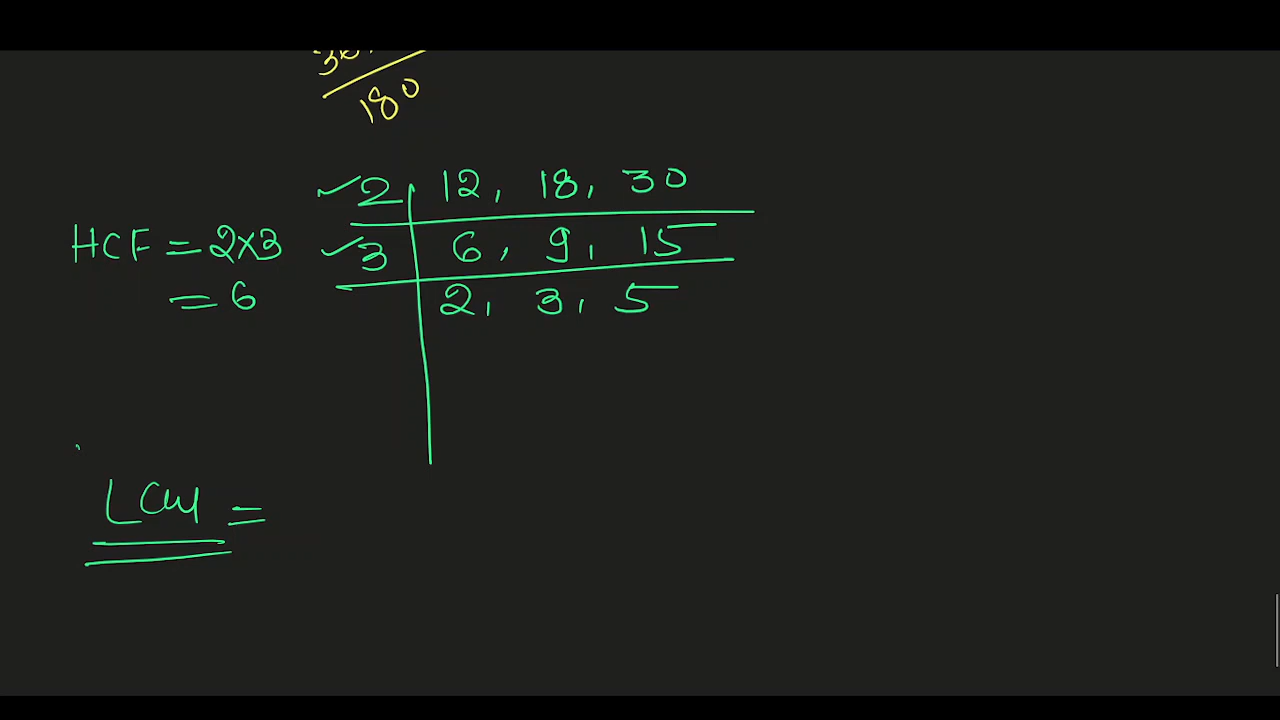 180
✓2 12, 18, 30
HCF = 2×3 ✓3 6, 9, 15
= 6 2, 3, 5
LCM =